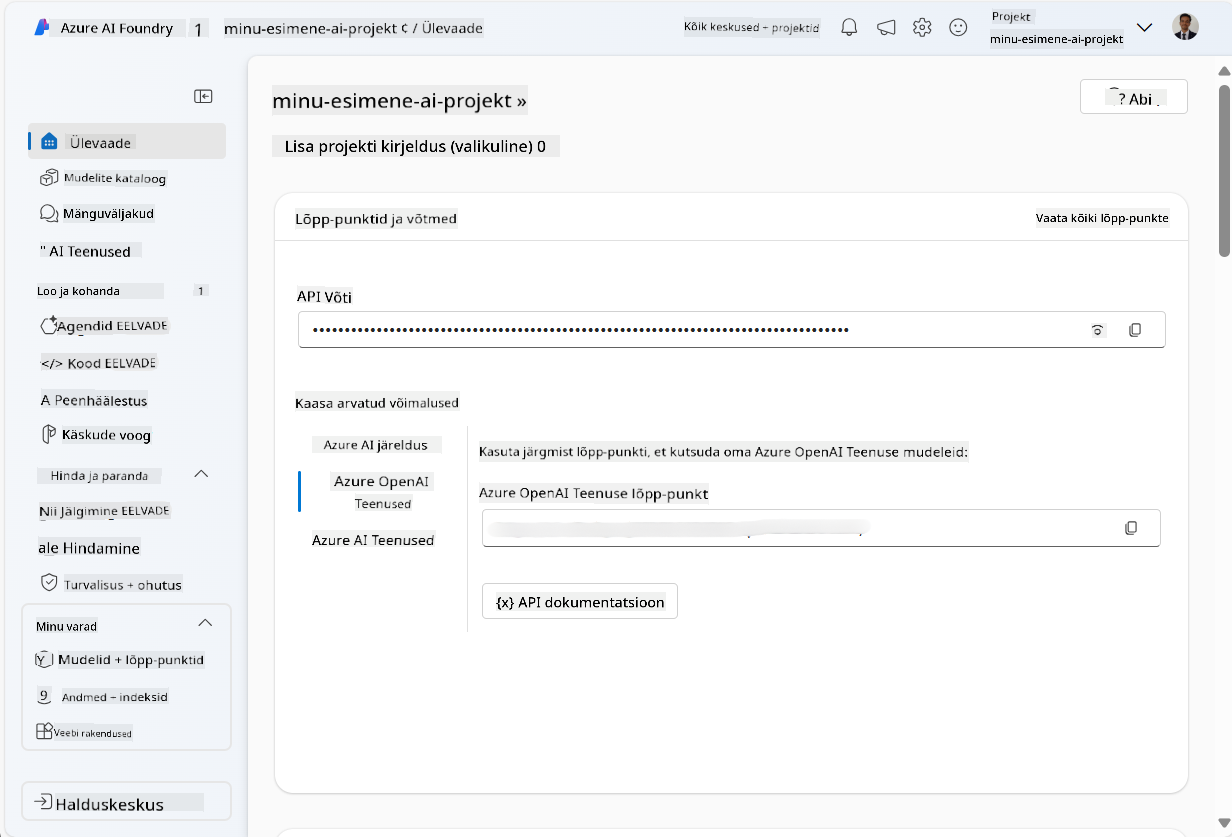 Azure AI Foundry
1
minu-esimene-ai-projekt ¢ / Ülevaade
Kõik keskused + projektid
Projekt
minu-esimene-ai-projekt
Ülevaade
Mudelite kataloog
Mänguväljakud
" AI Teenused
Loo ja kohanda
1
Agendid EELVADE
</> Kood EELVADE
A Peenhäälestus
Käskude voog
Hinda ja paranda
Nii Jälgimine EELVADE
ale Hindamine
Turvalisus + ohutus
Minu varad
Mudelid + lõpp-punktid
9 Andmed – indeksid
Veebi rakendused
Halduskeskus
minu-esimene-ai-projekt »
? Abi
Lisa projekti kirjeldus (valikuline) 0
Lõpp-punktid ja võtmed
Vaata kõiki lõpp-punkte
API Võti
Kaasa arvatud võimalused
Azure AI järeldus
Azure OpenAI
Teenused
Azure AI Teenused
Kasuta järgmist lõpp-punkti, et kutsuda oma Azure OpenAI Teenuse mudeleid:
Azure OpenAI Teenuse lõpp-punkt
{x} API dokumentatsioon